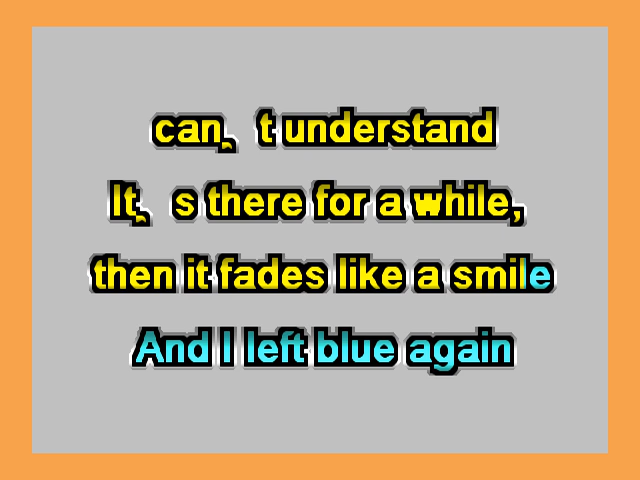 can、t understand
It、s there for a while,
then it fades like a smile
And I left blue again